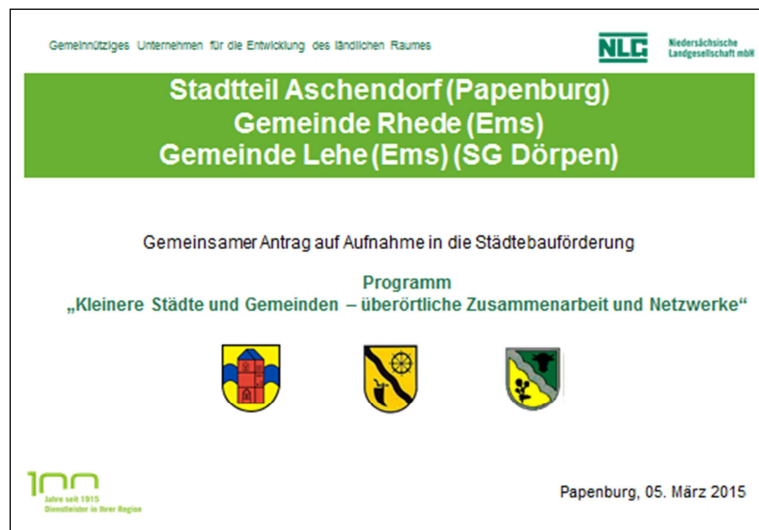 Gemeinnütziges Unternehmen für die Entwicklung des ländlichen Raumes
NLG
Niedersächsische
Landgesellschaft mbH
Stadtteil Aschendorf (Papenburg)
Gemeinde Rhede (Ems)
Gemeinde Lehe (Ems) (SG Dörpen)
Gemeinsamer Antrag auf Aufnahme in die Städtebauförderung
Programm
„Kleinere Städte und Gemeinden – überörtliche Zusammenarbeit und Netzwerke“
100
Jahre seit 1915
Dienstleister in Ihrer Region
Papenburg, 05. März 2015